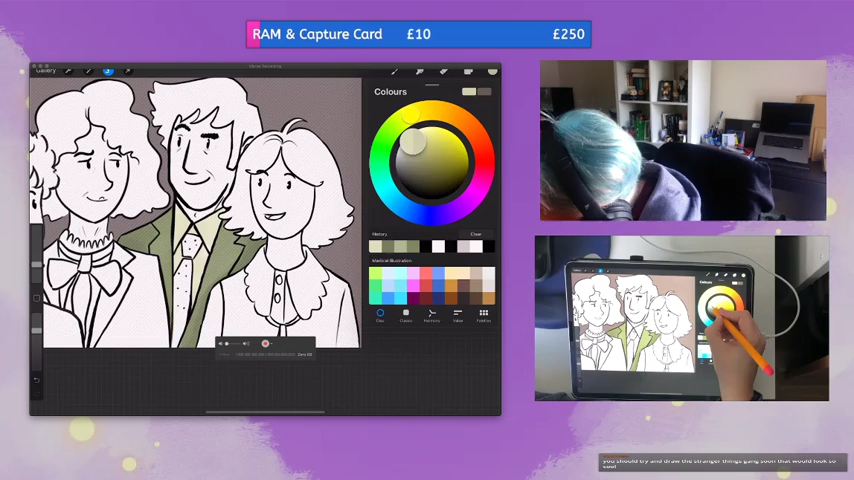 RAM & Capture Card £10 £250
Gallery
Colours
History Clear
Medical Illustration
Disc Classic Harmony Value Palettes
you should try and draw the stranger things gang soon that would look so
cool